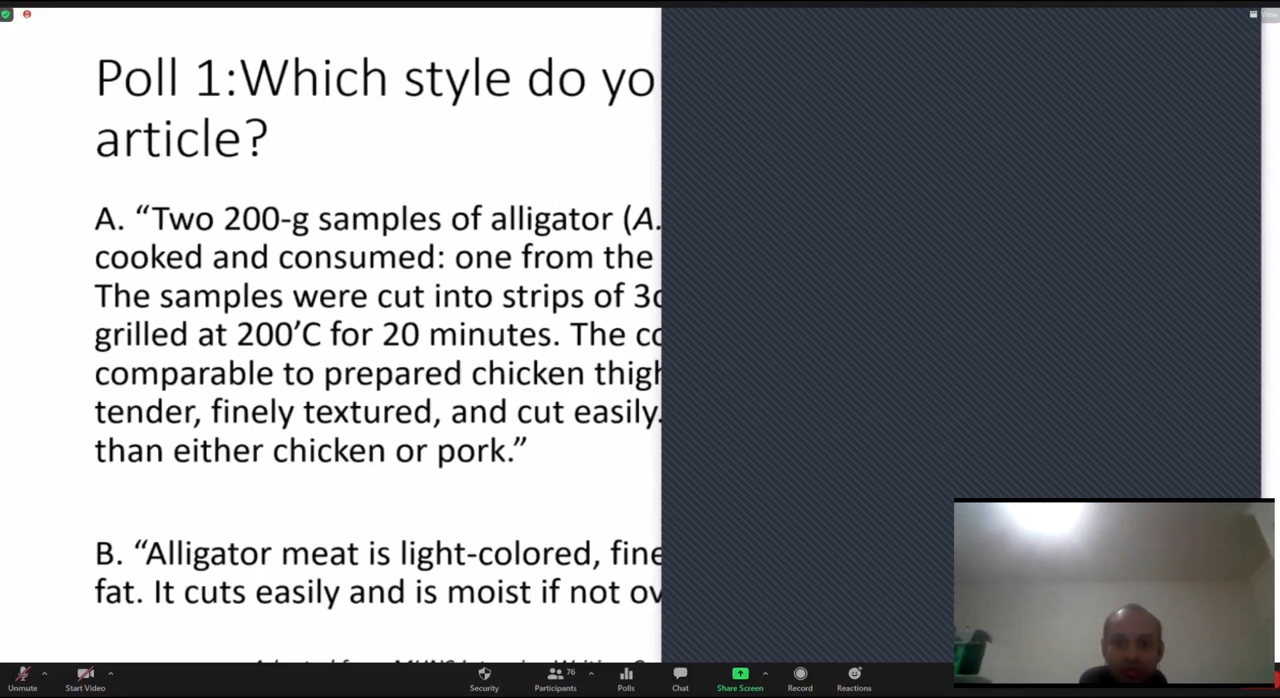 Poll 1:Which style do yo
article?
A. “Two 200-g samples of alligator (A.
cooked and consumed: one from the
The samples were cut into strips of 3
grilled at 200’C for 20 minutes. The co
comparable to prepared chicken thigh
tender, finely textured, and cut easily.
than either chicken or pork.”
B. “Alligator meat is light-colored, fine
fat. It cuts easily and is moist if not ov
View
76
Unmute
Start Video
Security
Participants
Polls
Chat
Share Screen
Record
Reactions